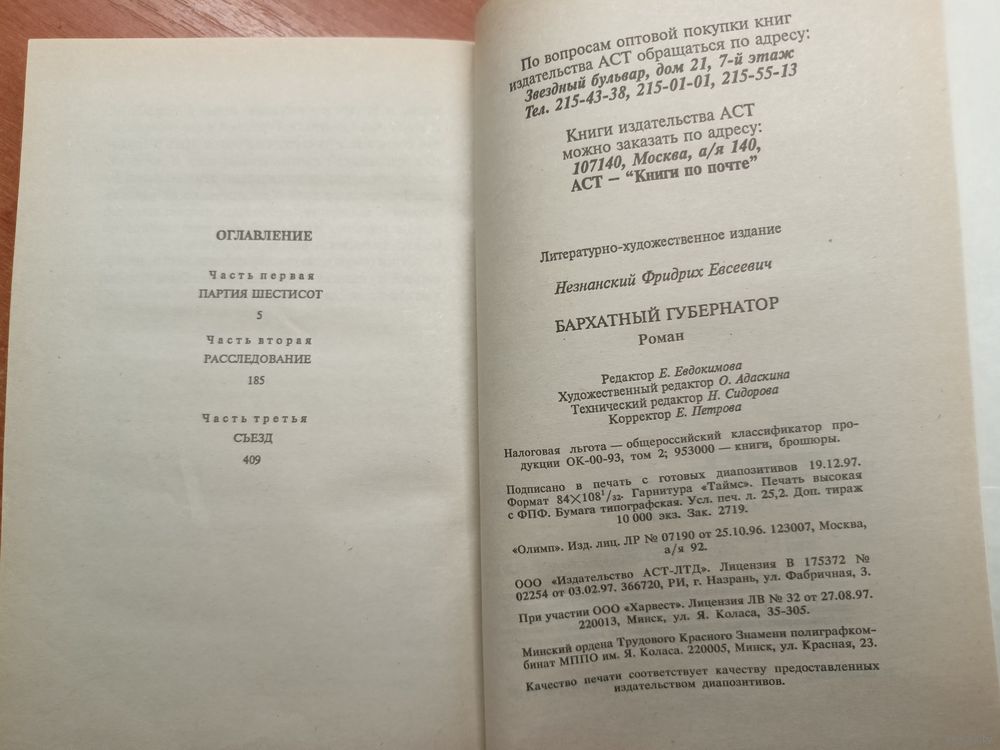 ОГЛАВЛЕНИЕ
Часть первая
ПАРТИЯ ШЕСТИСОТ
5
Часть вторая
РАССЛЕДОВАНИЕ
185
Часть третья
СЪЕЗД
409
По вопросам оптовой покупки книг
издательства АСТ обращаться по адресу:
Звездный бульвар, дом 21, 7-й этаж
Тел. 215-43-38, 215-01-01, 215-55-13
Книги издательства АСТ
можно заказать по адресу:
107140, Москва, а/я 140,
АСТ – “Книги по почте”
Литературно-художественное издание
Незнанский Фридрих Евсеевич
БАРХАТНЫЙ ГУБЕРНАТОР
Роман
Редактор Е. Евдокимова
Художественный редактор О. Адаскина
Технический редактор Н. Сидорова
Корректор Е. Петрова
Налоговая льгота — общероссийский классификатор про-
дукции ОК-00-93, том 2; 953000 — книги, брошюры.
Подписано в печать с готовых диапозитивов 19.12.97.
Формат 84×108¹/₃₂. Гарнитура «Таймс». Печать высокая
с ФПФ. Бумага типографская. Усл. печ. л. 25,2. Доп. тираж
10 000 экз. Зак. 2719.
«Олимп». Изд. лиц. ЛР № 07190 от 25.10.96. 123007, Москва,
а/я 92.
ООО «Издательство АСТ-ЛТД». Лицензия В 175372 №
02254 от 03.02.97. 366720, РИ, г. Назрань, ул. Фабричная, 3.
При участии ООО «Харвест». Лицензия ЛВ № 32 от 27.08.97.
220013, Минск, ул. Я. Коласа, 35-305.
Минский ордена Трудового Красного Знамени полиграфком-
бинат МППО им. Я. Коласа. 220005, Минск, ул. Красная, 23.
Качество печати соответствует качеству предоставленных
издательством диапозитивов.